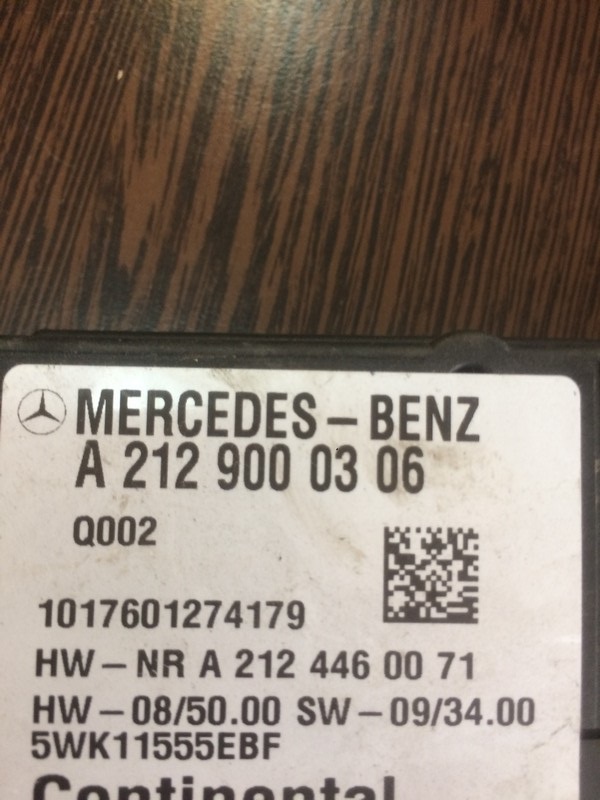 MERCEDES-BENZ
A 212 900 03 06
Q002
1017601274179
HW-NR A 212 446 00 71
HW-08/50.00 SW-09/34.00
5WK11555EBF
Continental